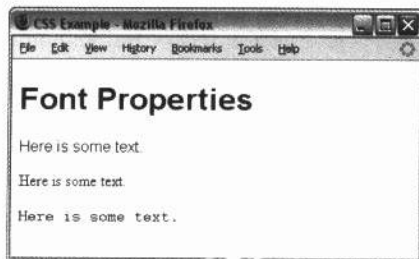 CSS Example - Mozilla Firefox
File Edit View History Bookmarks Tools Help
Font Properties
Here is some text.
Here is some text.
Here is some text.